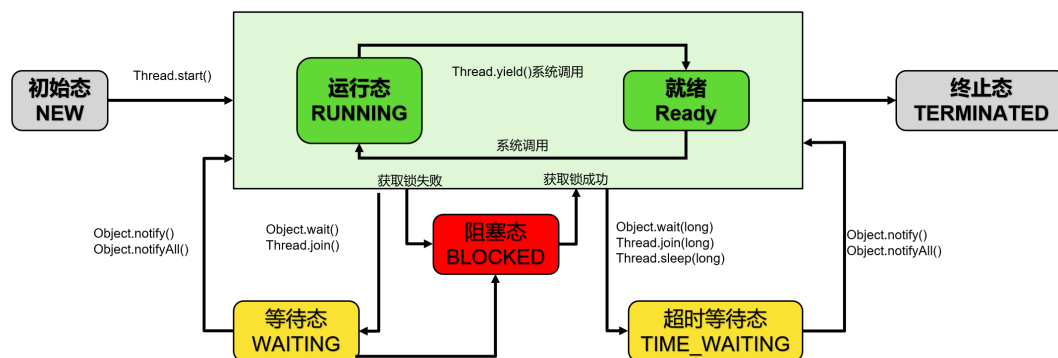 初始态
NEW
Thread.start()
运行态
RUNNING
Thread.yield()系统调用
就绪
Ready
系统调用
终止态
TERMINATED
获取锁失败
获取锁成功
Object.notify()
Object.notifyAll()
Object.wait()
Thread.join()
阻塞态
BLOCKED
Object.wait(long)
Thread.join(long)
Thread.sleep(long)
Object.notify()
Object.notifyAll()
等待态
WAITING
超时等待态
TIME_WAITING